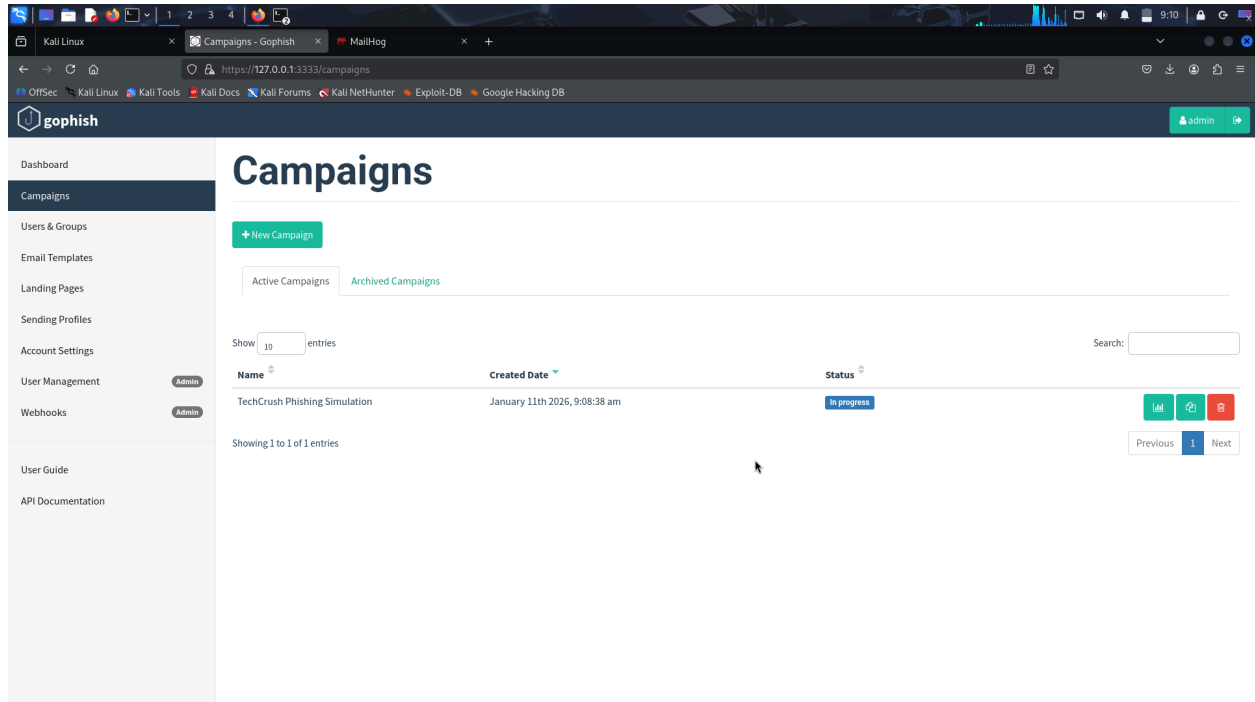 1 2 3 4 9:10
Kali Linux Campaigns - Gophish MailHog
https://127.0.0.1:3333/campaigns
OffSec Kali Linux Kali Tools Kali Docs Kali Forums Kali NetHunter Exploit-DB Google Hacking DB
gophish admin
Dashboard
Campaigns
Users & Groups
Email Templates
Landing Pages
Sending Profiles
Account Settings
User Management Admin
Webhooks Admin
User Guide
API Documentation
Campaigns
+ New Campaign
Active Campaigns Archived Campaigns
Show 10 entries Search:
Name Created Date Status
TechCrush Phishing Simulation January 11th 2026, 9:08:38 am In progress
Showing 1 to 1 of 1 entries Previous 1 Next